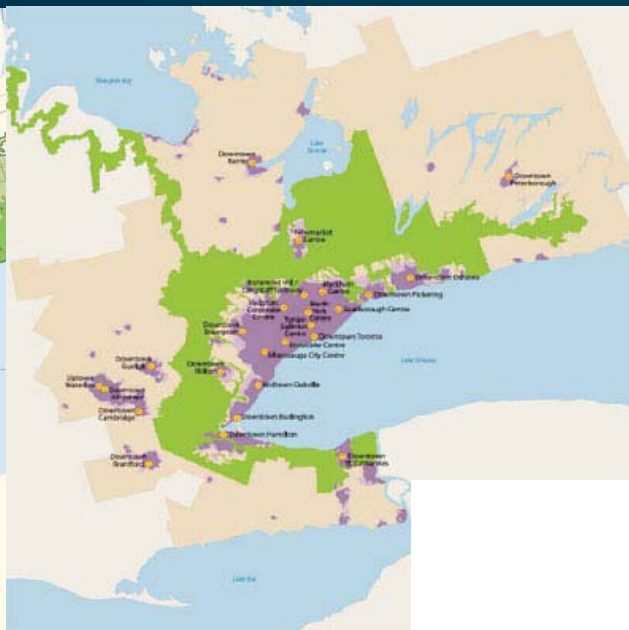 Georgian Bay
Lake
Simcoe
Downtown
Barrie
Downtown
Peterborough
Newmarket
Centre
Downtown Oshawa
Richmond Hill /
Langstaff Gateway
Markham
Centre
Downtown Pickering
Vaughan
Corporate
Centre
North
York
Centre
Scarborough Centre
Yonge-
Eglinton
Centre
Downtown
Brampton
Downtown Toronto
Etobicoke Centre
Mississauga City Centre
Lake Ontario
Downtown
Guelph
Downtown
Milton
Uptown
Waterloo
Downtown
Kitchener
Midtown Oakville
Downtown
Cambridge
Downtown Burlington
Downtown Hamilton
Downtown
Brantford
Downtown
St. Catharines
Lake Erie